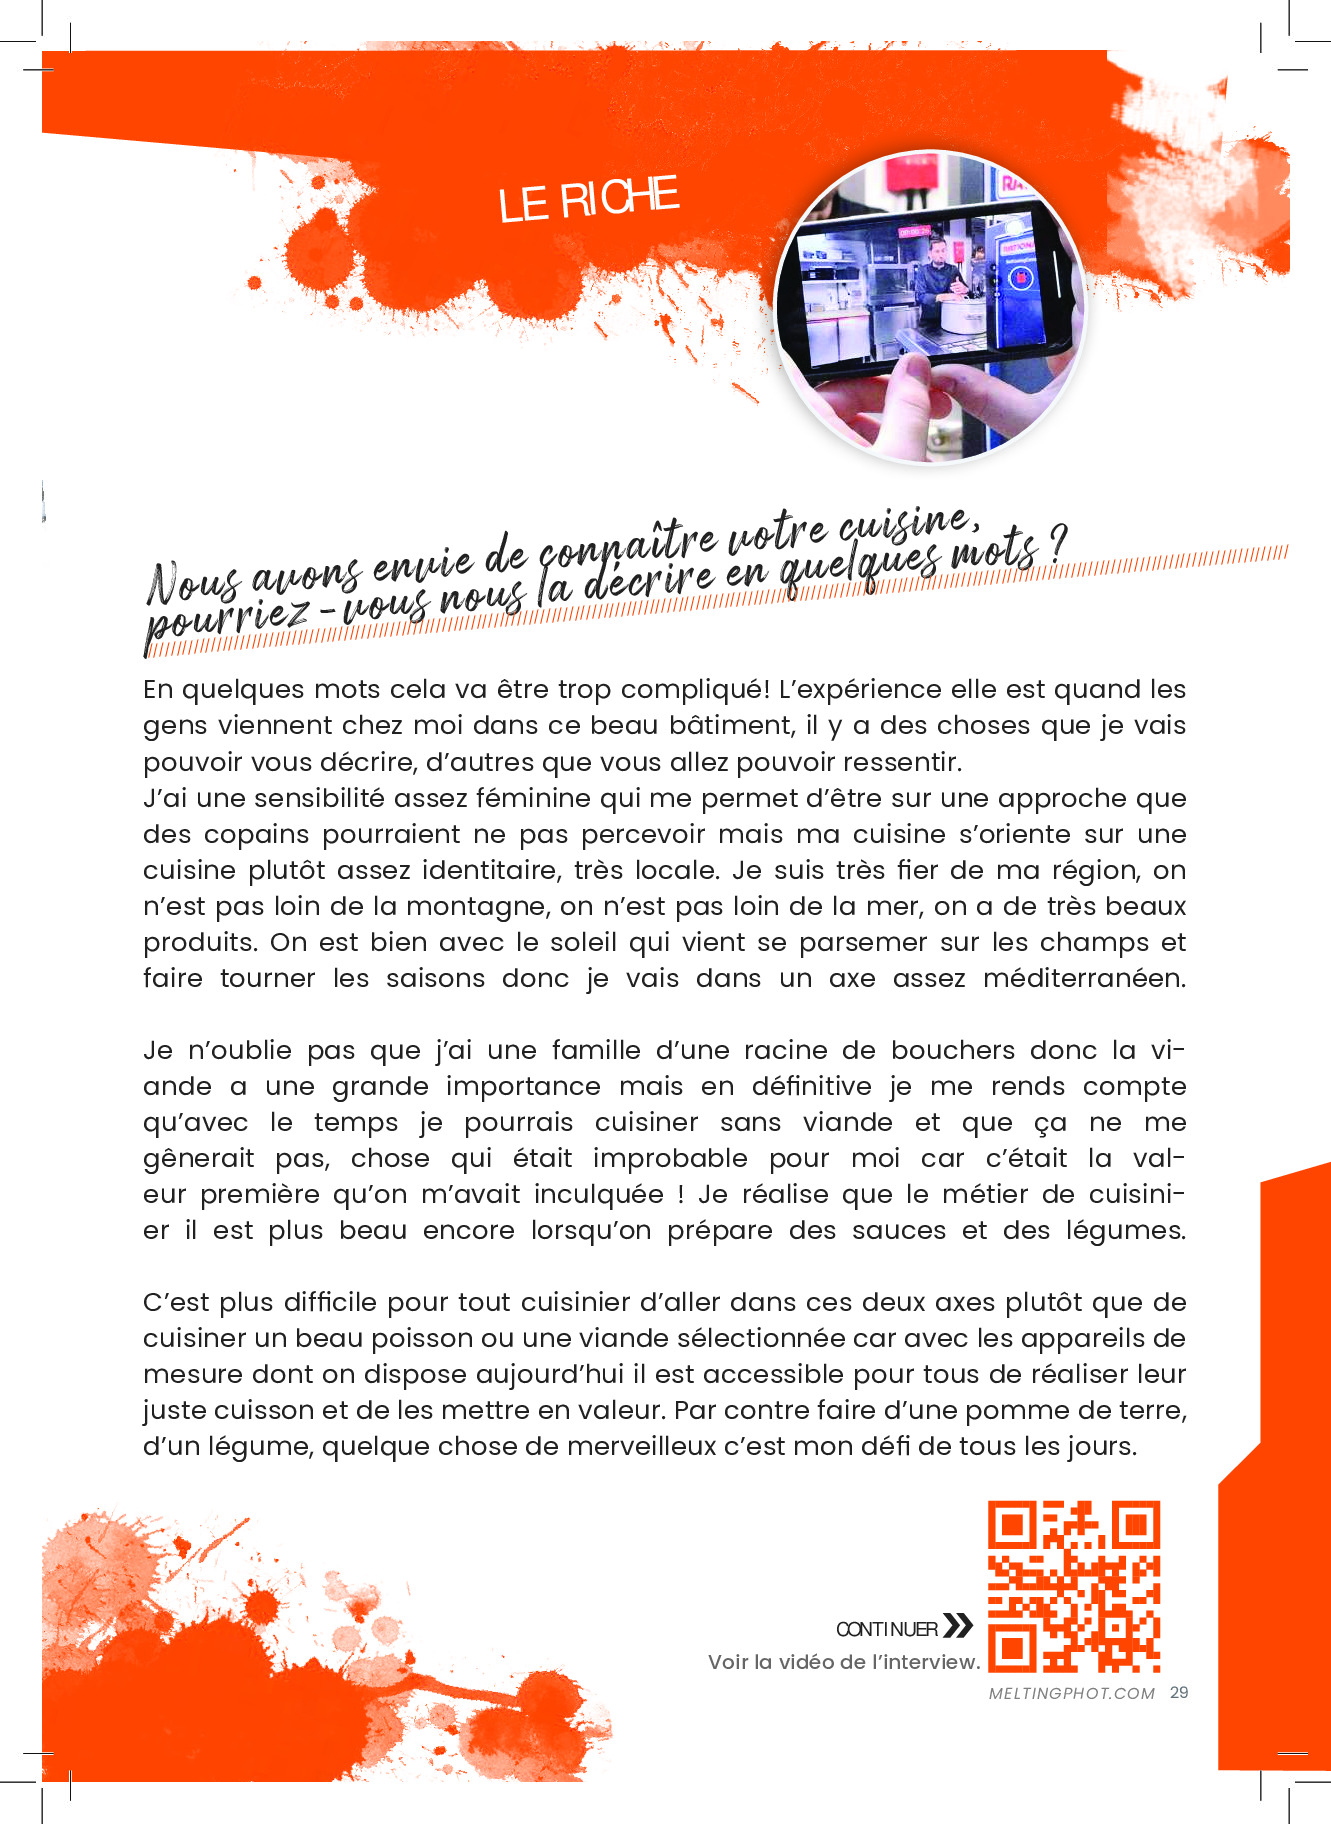 LE RICHE
Nous avons envie de connaître votre cuisine,
pourriez-vous nous la décrire en quelques mots ?
En quelques mots cela va être trop compliqué! L’expérience elle est quand les
gens viennent chez moi dans ce beau bâtiment, il y a des choses que je vais
pouvoir vous décrire, d’autres que vous allez pouvoir ressentir.
J’ai une sensibilité assez féminine qui me permet d’être sur une approche que
des copains pourraient ne pas percevoir mais ma cuisine s’oriente sur une
cuisine plutôt assez identitaire, très locale. Je suis très fier de ma région, on
n’est pas loin de la montagne, on n’est pas loin de la mer, on a de très beaux
produits. On est bien avec le soleil qui vient se parsemer sur les champs et
faire tourner les saisons donc je vais dans un axe assez méditerranéen.
Je n’oublie pas que j’ai une famille d’une racine de bouchers donc la vi-
ande a une grande importance mais en définitive je me rends compte
qu’avec le temps je pourrais cuisiner sans viande et que ça ne me
gênerait pas, chose qui était improbable pour moi car c’était la val-
eur première qu’on m’avait inculquée ! Je réalise que le métier de cuisini-
er il est plus beau encore lorsqu’on prépare des sauces et des légumes.
C’est plus difficile pour tout cuisinier d’aller dans ces deux axes plutôt que de
cuisiner un beau poisson ou une viande sélectionnée car avec les appareils de
mesure dont on dispose aujourd’hui il est accessible pour tous de réaliser leur
juste cuisson et de les mettre en valeur. Par contre faire d’une pomme de terre,
d’un légume, quelque chose de merveilleux c’est mon défi de tous les jours.
CONTINUER
Voir la vidéo de l’interview.
MELTINGPHOT.COM 29